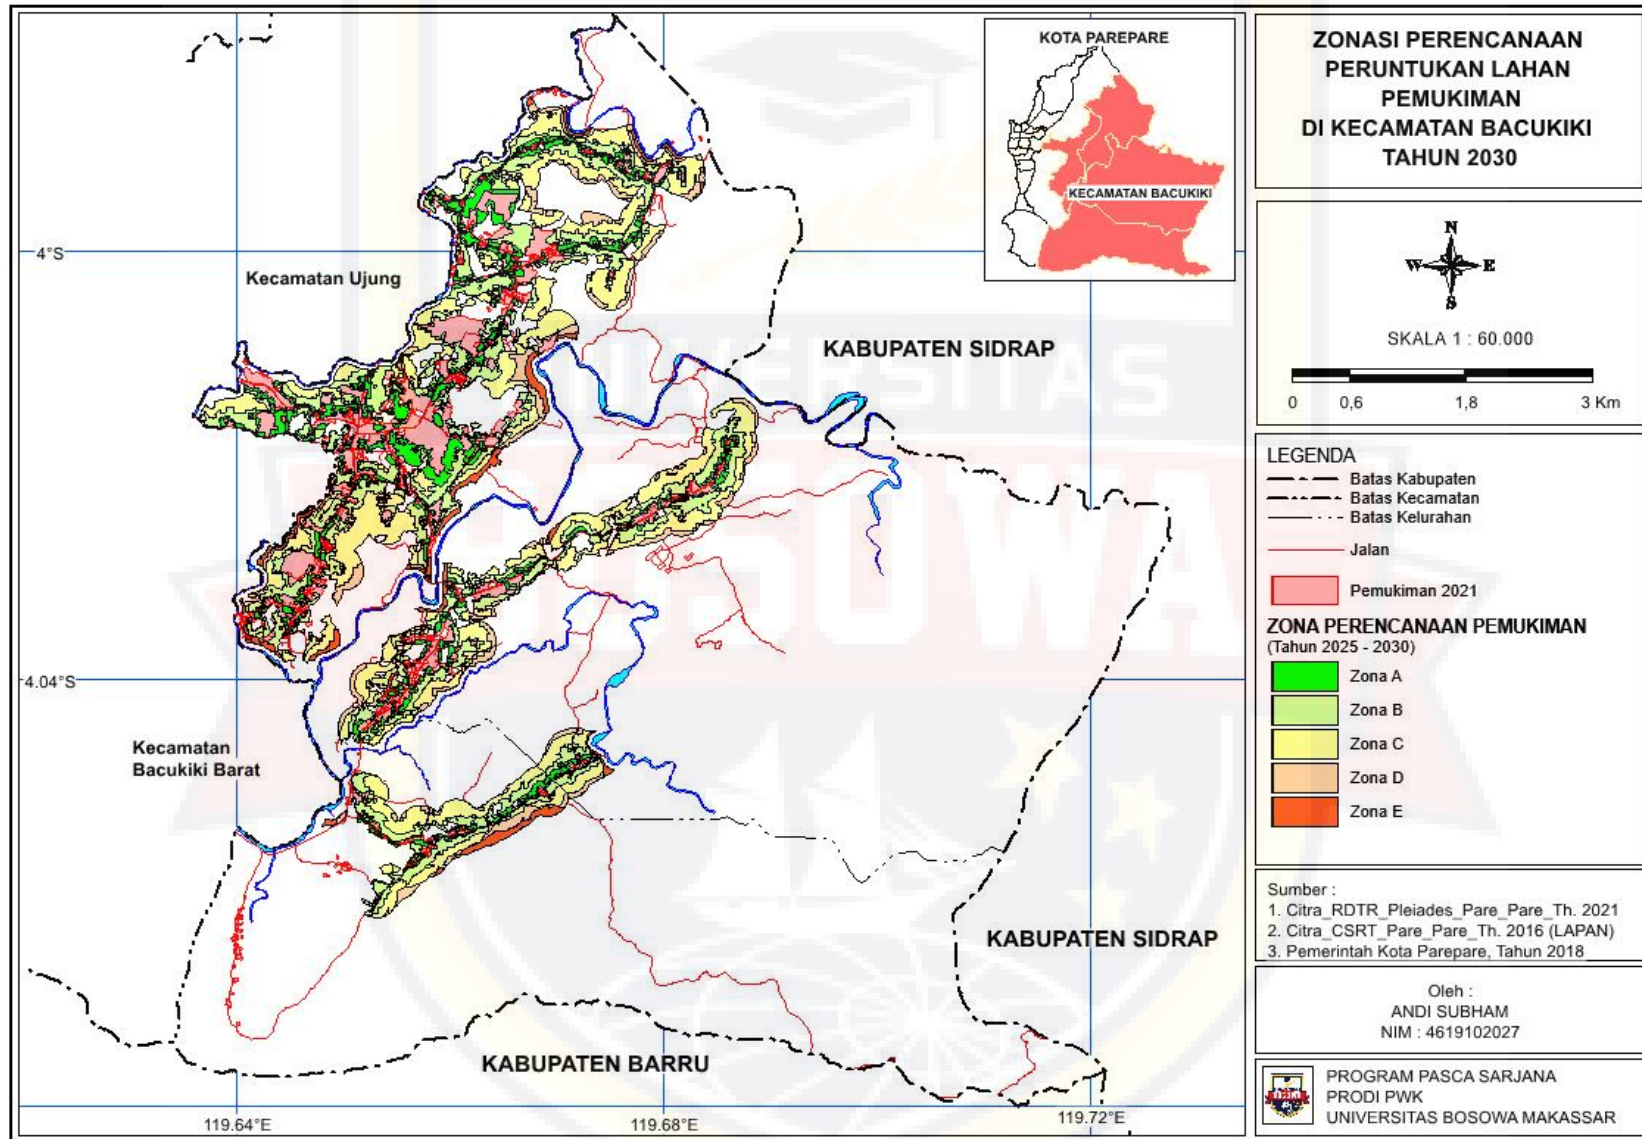 ZONASI PERENCANAAN
PERUNTUKAN LAHAN
PEMUKIMAN
DI KECAMATAN BACUKIKI
TAHUN 2030
KOTA PAREPARE
KECAMATAN BACUKIKI
N
W E
S
SKALA 1 : 60.000
0 0,6 1,8 3 Km
4°S
Kecamatan Ujung
KABUPATEN SIDRAP
UNIVERSITAS
BOSOWA
4.04°S
Kecamatan
Bacukiki Barat
KABUPATEN SIDRAP
KABUPATEN BARRU
119.64°E 119.68°E 119.72°E
LEGENDA
Batas Kabupaten
Batas Kecamatan
Batas Kelurahan
Jalan
Pemukiman 2021
ZONA PERENCANAAN PEMUKIMAN
(Tahun 2025 - 2030)
Zona A
Zona B
Zona C
Zona D
Zona E
Sumber :
1. Citra_RDTR_Pleiades_Pare_Pare_Th. 2021
2. Citra_CSRT_Pare_Pare_Th. 2016 (LAPAN)
3. Pemerintah Kota Parepare, Tahun 2018
Oleh :
ANDI SUBHAM
NIM : 4619102027
PROGRAM PASCA SARJANA
PRODI PWK
UNIVERSITAS BOSOWA MAKASSAR